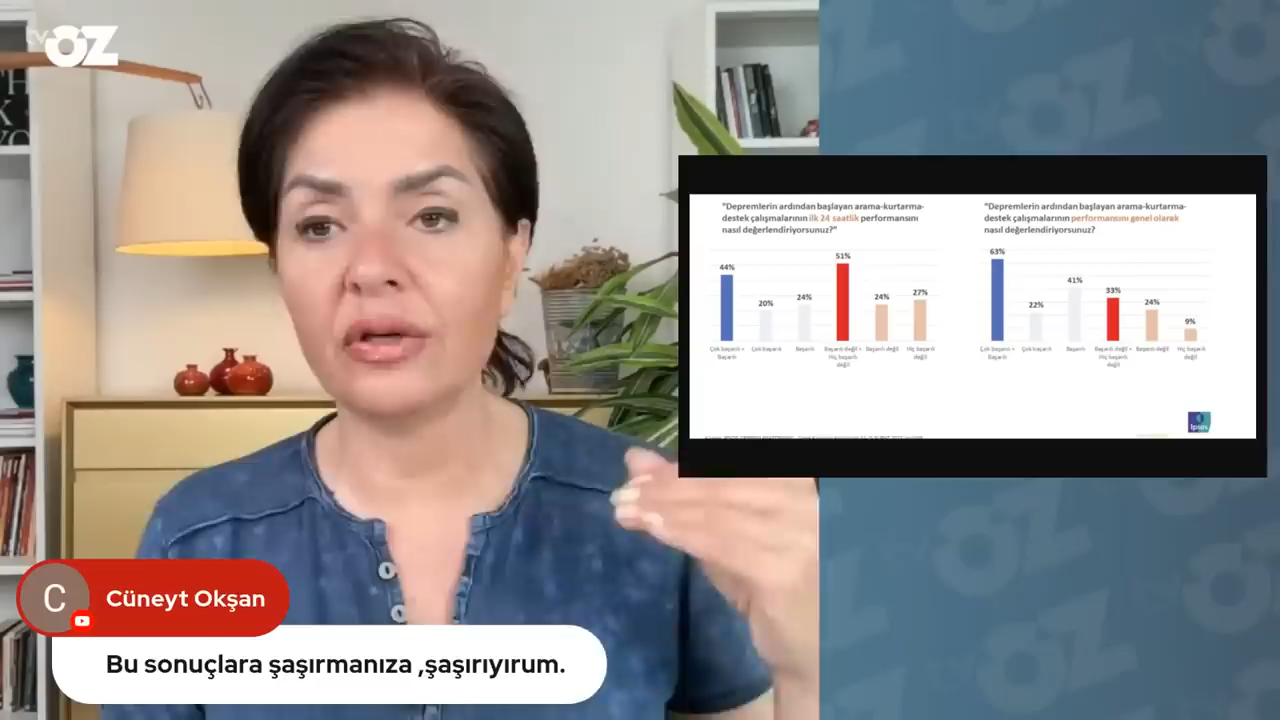 tv ÖZ
"Depremlerin ardından başlayan arama-kurtarma-
destek çalışmalarının ilk 24 saatlik performansını
nasıl değerlendiriyorsunuz?"
44%
20%
24%
51%
24%
27%
Çok başarılı +
Başarılı
Çok başarılı
Başarılı
Başarılı değil +
Hiç başarılı
değil
Başarılı değil
Hiç başarılı
değil
"Depremlerin ardından başlayan arama-kurtarma-
destek çalışmalarının performansını genel olarak
nasıl değerlendiriyorsunuz?
63%
22%
41%
33%
24%
9%
Çok başarılı +
Başarılı
Çok başarılı
Başarılı
Başarılı değil +
Hiç başarılı
değil
Başarılı değil
Hiç başarılı
değil
Ipsos
C
Cüneyt Okşan
Bu sonuçlara şaşırmanıza ,şaşırıyırum.